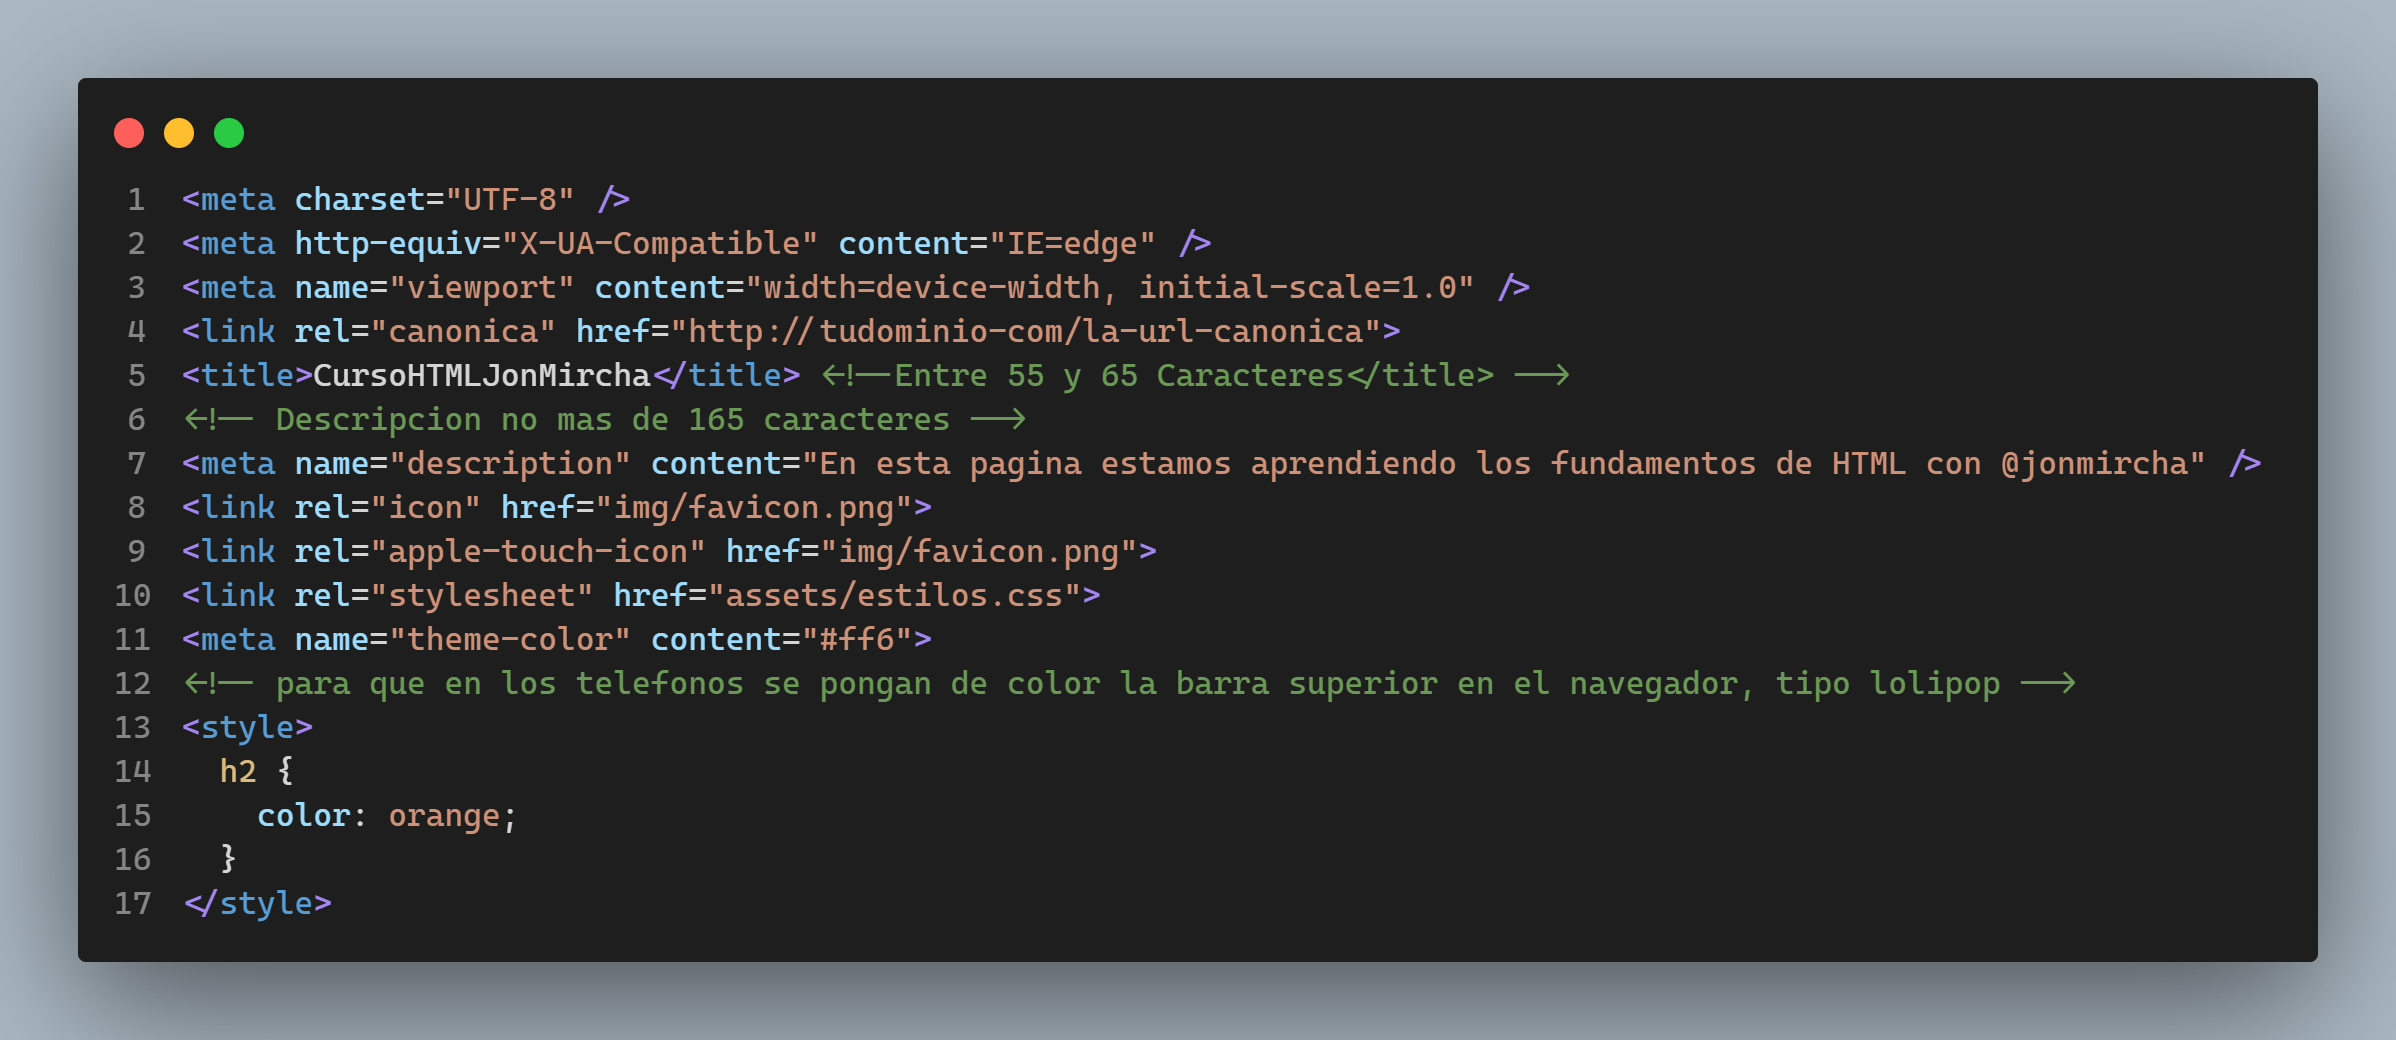 1 <meta charset="UTF-8" />
2 <meta http-equiv="X-UA-Compatible" content="IE=edge" />
3 <meta name="viewport" content="width=device-width, initial-scale=1.0" />
4 <link rel="canonica" href="http://tudominio-com/la-url-canonica">
5 <title>CursoHTMLJonMircha</title> <!--Entre 55 y 65 Caracteres</title> -->
6 <!-- Descripcion no mas de 165 caracteres -->
7 <meta name="description" content="En esta pagina estamos aprendiendo los fundamentos de HTML con @jonmircha" />
8 <link rel="icon" href="img/favicon.png">
9 <link rel="apple-touch-icon" href="img/favicon.png">
10 <link rel="stylesheet" href="assets/estilos.css">
11 <meta name="theme-color" content="#ff6">
12 <!-- para que en los telefonos se pongan de color la barra superior en el navegador, tipo lolipop -->
13 <style>
14   h2 {
15     color: orange;
16   }
17 </style>